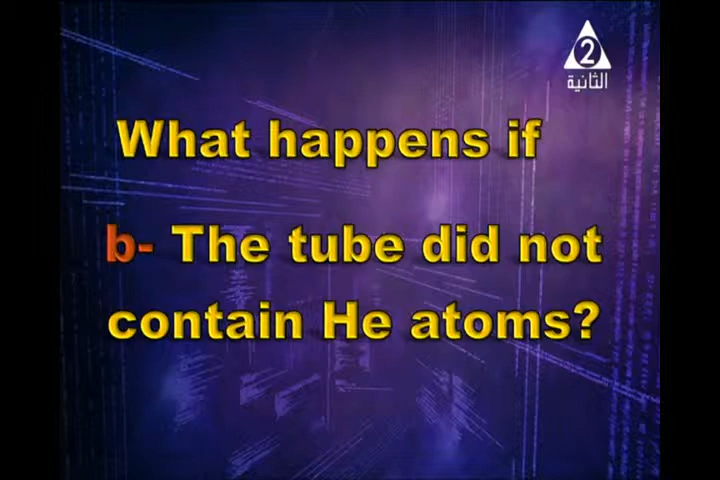 2
الثانية
What happens if
b- The tube did not
contain He atoms?